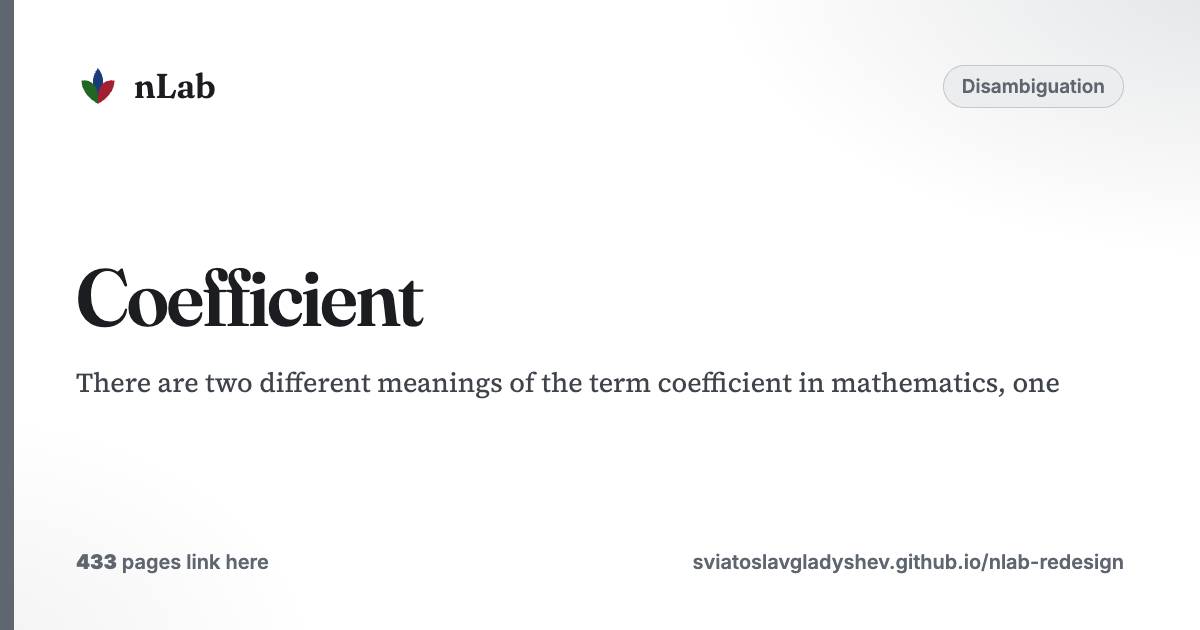 nLab
Disambiguation
Coefficient
There are two different meanings of the term coefficient in mathematics, one
433 pages link here
sviatoslavgladyshev.github.io/nlab-redesign